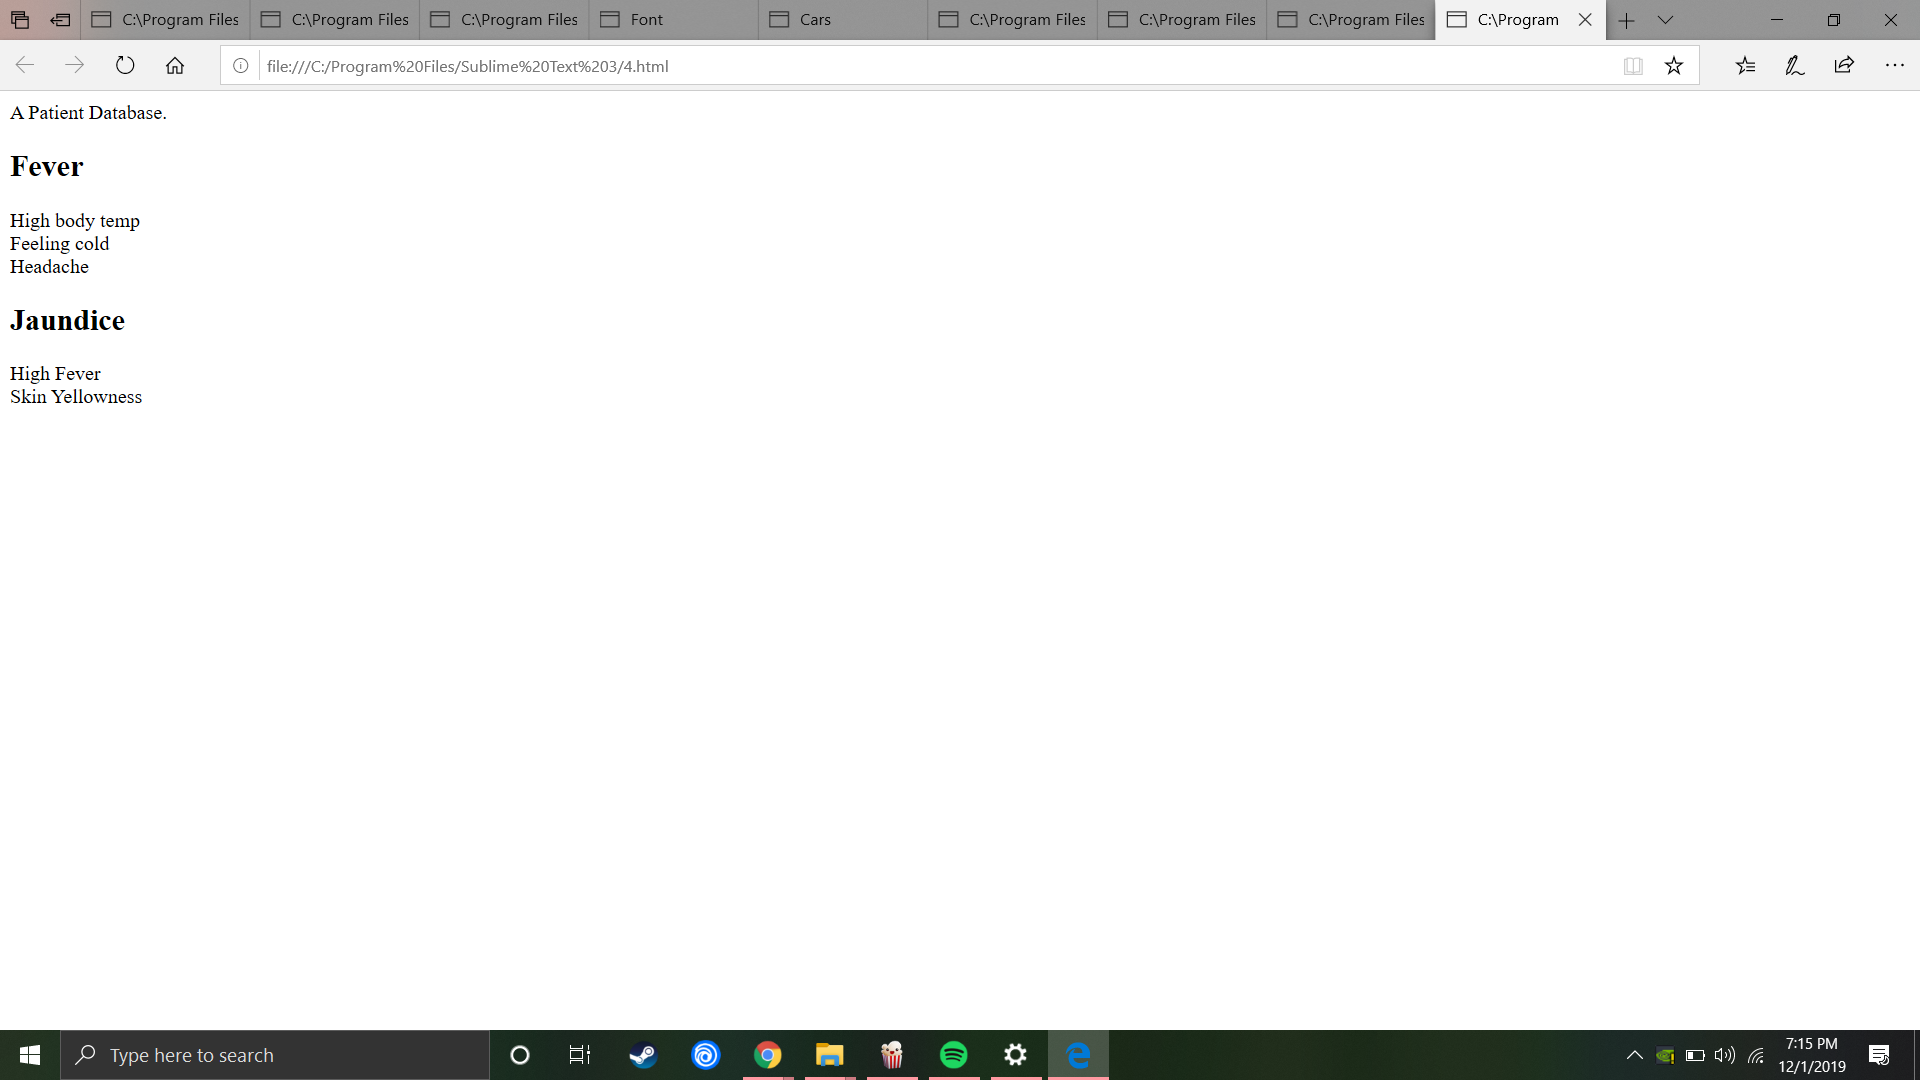 C:\Program Files
C:\Program Files
C:\Program Files
Font
Cars
C:\Program Files
C:\Program Files
C:\Program Files
C:\Program
file:///C:/Program%20Files/Sublime%20Text%203/4.html
A Patient Database.
Fever
High body temp
Feeling cold
Headache
Jaundice
High Fever
Skin Yellowness
Type here to search
7:15 PM
12/1/2019